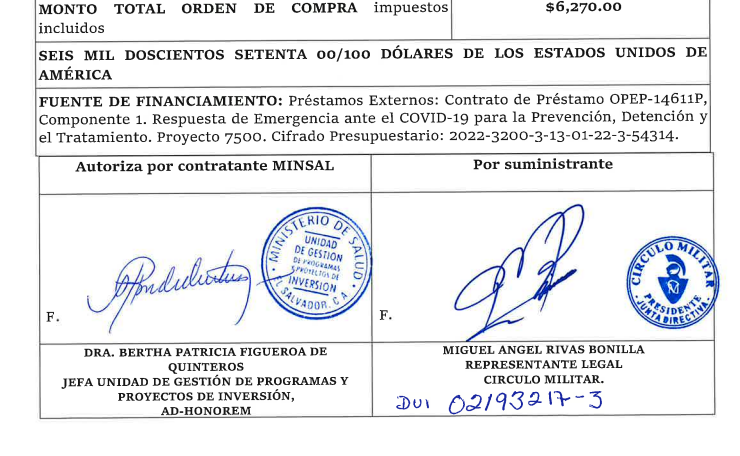 MONTO TOTAL ORDEN DE COMPRA impuestos
incluidos
$6,270.00
SEIS MIL DOSCIENTOS SETENTA 00/100 DÓLARES DE LOS ESTADOS UNIDOS DE
AMÉRICA
FUENTE DE FINANCIAMIENTO: Préstamos Externos: Contrato de Préstamo OPEP-14611P,
Componente 1. Respuesta de Emergencia ante el COVID-19 para la Prevención, Detención y
el Tratamiento. Proyecto 7500. Cifrado Presupuestario: 2022-3200-3-13-01-22-3-54314.
Autoriza por contratante MINSAL
Por suministrante
MINISTERIO DE SALUD
UNIDAD
DE GESTION
DE PROGRAMAS
Y PROYECTOS DE
INVERSIÓN
EL SALVADOR, C.A.
CIRCULO MILITAR
PRESIDENTE
JUNTA DIRECTIVA
F.
F.
DRA. BERTHA PATRICIA FIGUEROA DE
QUINTEROS
JEFA UNIDAD DE GESTIÓN DE PROGRAMAS Y
PROYECTOS DE INVERSIÓN,
AD-HONOREM
MIGUEL ANGEL RIVAS BONILLA
REPRESENTANTE LEGAL
CIRCULO MILITAR.
DUI 02193217-3